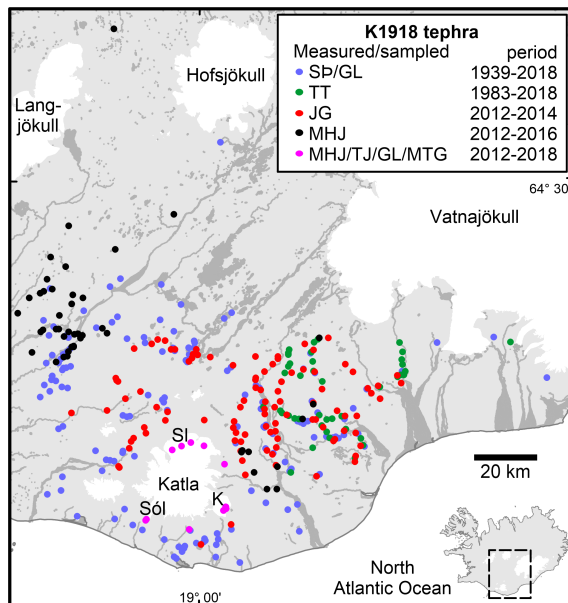 K1918 tephra
Measured/sampled period
SÞ/GL 1939-2018
TT 1983-2018
JG 2012-2014
MHJ 2012-2016
MHJ/TJ/GL/MTG 2012-2018
Hofsjökull
Lang-
jökull
64° 30
Vatnajökull
Sl
Katla
K
Sól
20 km
North
Atlantic Ocean
19° 00'